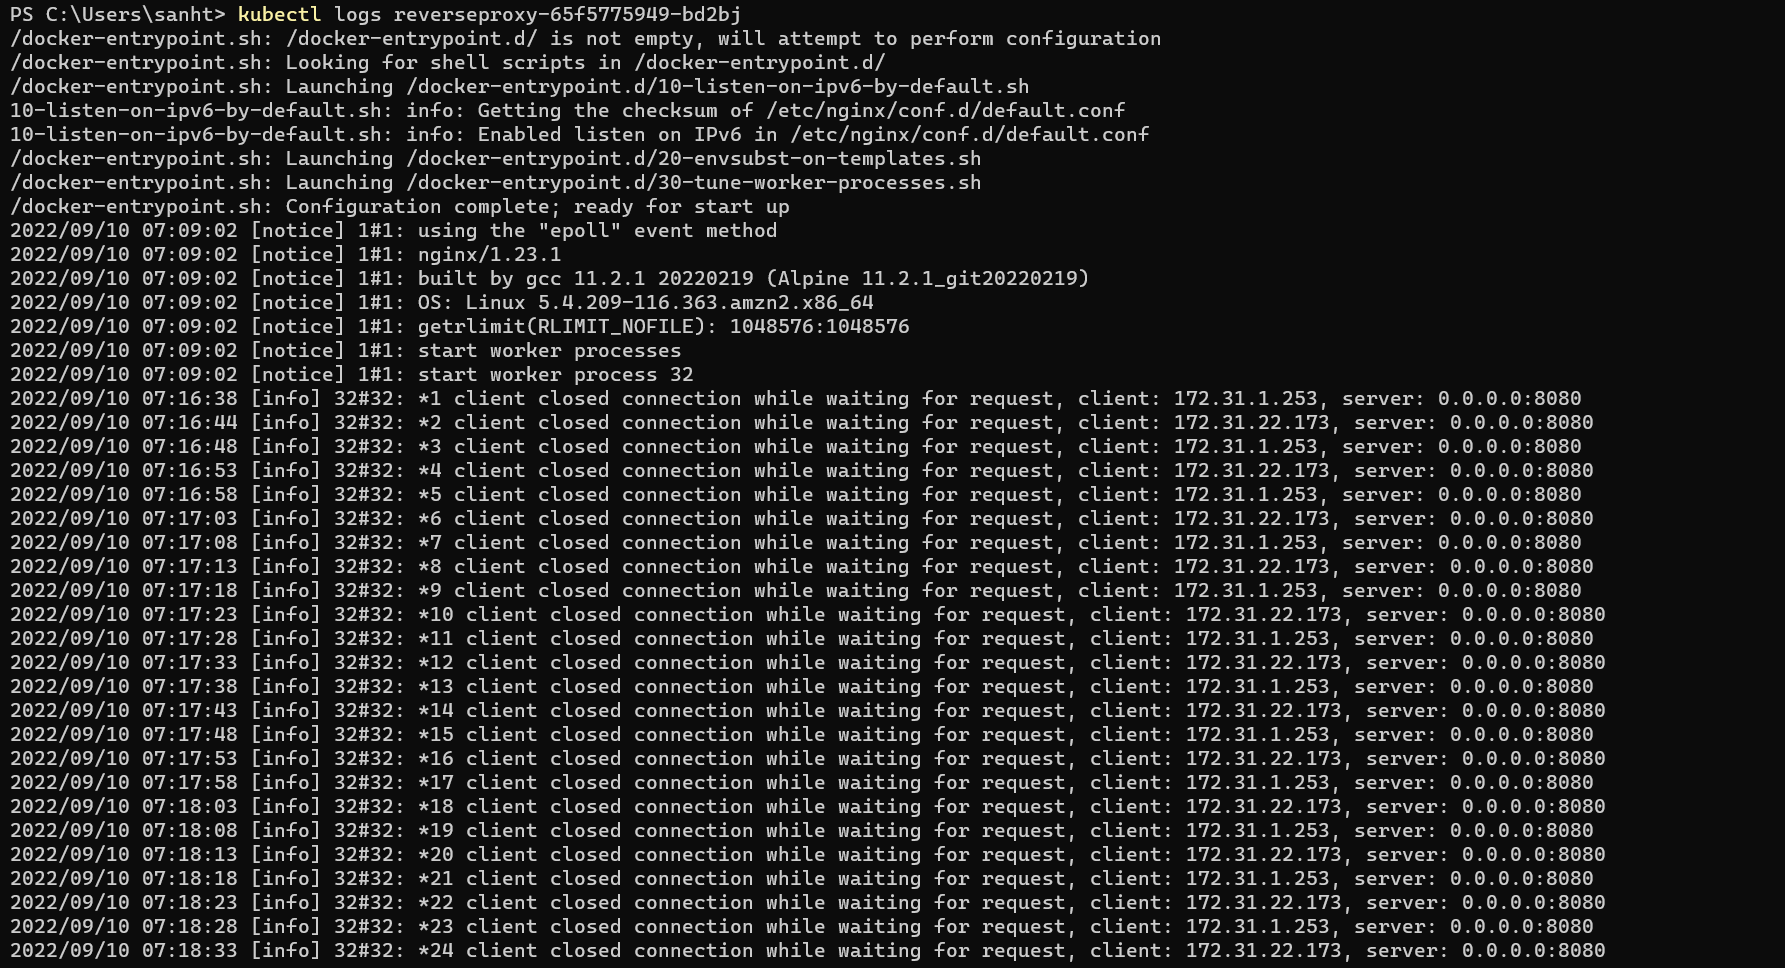 PS C:\Users\sanht> kubectl logs reverseproxy-65f5775949-bd2bj
/docker-entrypoint.sh: /docker-entrypoint.d/ is not empty, will attempt to perform configuration
/docker-entrypoint.sh: Looking for shell scripts in /docker-entrypoint.d/
/docker-entrypoint.sh: Launching /docker-entrypoint.d/10-listen-on-ipv6-by-default.sh
10-listen-on-ipv6-by-default.sh: info: Getting the checksum of /etc/nginx/conf.d/default.conf
10-listen-on-ipv6-by-default.sh: info: Enabled listen on IPv6 in /etc/nginx/conf.d/default.conf
/docker-entrypoint.sh: Launching /docker-entrypoint.d/20-envsubst-on-templates.sh
/docker-entrypoint.sh: Launching /docker-entrypoint.d/30-tune-worker-processes.sh
/docker-entrypoint.sh: Configuration complete; ready for start up
2022/09/10 07:09:02 [notice] 1#1: using the "epoll" event method
2022/09/10 07:09:02 [notice] 1#1: nginx/1.23.1
2022/09/10 07:09:02 [notice] 1#1: built by gcc 11.2.1 20220219 (Alpine 11.2.1_git20220219)
2022/09/10 07:09:02 [notice] 1#1: OS: Linux 5.4.209-116.363.amzn2.x86_64
2022/09/10 07:09:02 [notice] 1#1: getrlimit(RLIMIT_NOFILE): 1048576:1048576
2022/09/10 07:09:02 [notice] 1#1: start worker processes
2022/09/10 07:09:02 [notice] 1#1: start worker process 32
2022/09/10 07:16:38 [info] 32#32: *1 client closed connection while waiting for request, client: 172.31.1.253, server: 0.0.0.0:8080
2022/09/10 07:16:44 [info] 32#32: *2 client closed connection while waiting for request, client: 172.31.22.173, server: 0.0.0.0:8080
2022/09/10 07:16:48 [info] 32#32: *3 client closed connection while waiting for request, client: 172.31.1.253, server: 0.0.0.0:8080
2022/09/10 07:16:53 [info] 32#32: *4 client closed connection while waiting for request, client: 172.31.22.173, server: 0.0.0.0:8080
2022/09/10 07:16:58 [info] 32#32: *5 client closed connection while waiting for request, client: 172.31.1.253, server: 0.0.0.0:8080
2022/09/10 07:17:03 [info] 32#32: *6 client closed connection while waiting for request, client: 172.31.22.173, server: 0.0.0.0:8080
2022/09/10 07:17:08 [info] 32#32: *7 client closed connection while waiting for request, client: 172.31.1.253, server: 0.0.0.0:8080
2022/09/10 07:17:13 [info] 32#32: *8 client closed connection while waiting for request, client: 172.31.22.173, server: 0.0.0.0:8080
2022/09/10 07:17:18 [info] 32#32: *9 client closed connection while waiting for request, client: 172.31.1.253, server: 0.0.0.0:8080
2022/09/10 07:17:23 [info] 32#32: *10 client closed connection while waiting for request, client: 172.31.22.173, server: 0.0.0.0:8080
2022/09/10 07:17:28 [info] 32#32: *11 client closed connection while waiting for request, client: 172.31.1.253, server: 0.0.0.0:8080
2022/09/10 07:17:33 [info] 32#32: *12 client closed connection while waiting for request, client: 172.31.22.173, server: 0.0.0.0:8080
2022/09/10 07:17:38 [info] 32#32: *13 client closed connection while waiting for request, client: 172.31.1.253, server: 0.0.0.0:8080
2022/09/10 07:17:43 [info] 32#32: *14 client closed connection while waiting for request, client: 172.31.22.173, server: 0.0.0.0:8080
2022/09/10 07:17:48 [info] 32#32: *15 client closed connection while waiting for request, client: 172.31.1.253, server: 0.0.0.0:8080
2022/09/10 07:17:53 [info] 32#32: *16 client closed connection while waiting for request, client: 172.31.22.173, server: 0.0.0.0:8080
2022/09/10 07:17:58 [info] 32#32: *17 client closed connection while waiting for request, client: 172.31.1.253, server: 0.0.0.0:8080
2022/09/10 07:18:03 [info] 32#32: *18 client closed connection while waiting for request, client: 172.31.22.173, server: 0.0.0.0:8080
2022/09/10 07:18:08 [info] 32#32: *19 client closed connection while waiting for request, client: 172.31.1.253, server: 0.0.0.0:8080
2022/09/10 07:18:13 [info] 32#32: *20 client closed connection while waiting for request, client: 172.31.22.173, server: 0.0.0.0:8080
2022/09/10 07:18:18 [info] 32#32: *21 client closed connection while waiting for request, client: 172.31.1.253, server: 0.0.0.0:8080
2022/09/10 07:18:23 [info] 32#32: *22 client closed connection while waiting for request, client: 172.31.22.173, server: 0.0.0.0:8080
2022/09/10 07:18:28 [info] 32#32: *23 client closed connection while waiting for request, client: 172.31.1.253, server: 0.0.0.0:8080
2022/09/10 07:18:33 [info] 32#32: *24 client closed connection while waiting for request, client: 172.31.22.173, server: 0.0.0.0:8080